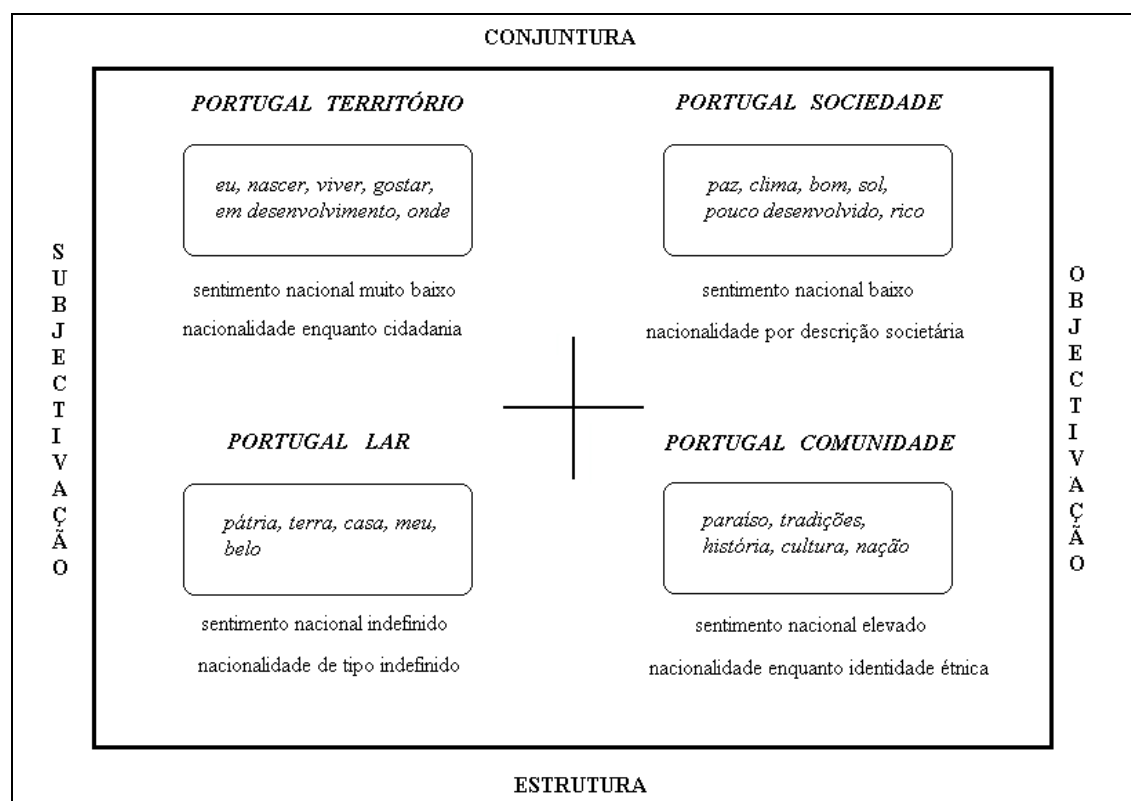 CONJUNTURA
PORTUGAL TERRITÓRIO
eu, nascer, viver, gostar,
em desenvolvimento, onde
sentimento nacional muito baixo
nacionalidade enquanto cidadania
PORTUGAL SOCIEDADE
paz, clima, bom, sol,
pouco desenvolvido, rico
sentimento nacional baixo
nacionalidade por descrição societária
SUBJECTIVAÇÃO
OBJECTIVAÇÃO
PORTUGAL LAR
pátria, terra, casa, meu,
belo
sentimento nacional indefinido
nacionalidade de tipo indefinido
PORTUGAL COMUNIDADE
paraíso, tradições,
história, cultura, nação
sentimento nacional elevado
nacionalidade enquanto identidade étnica
ESTRUTURA